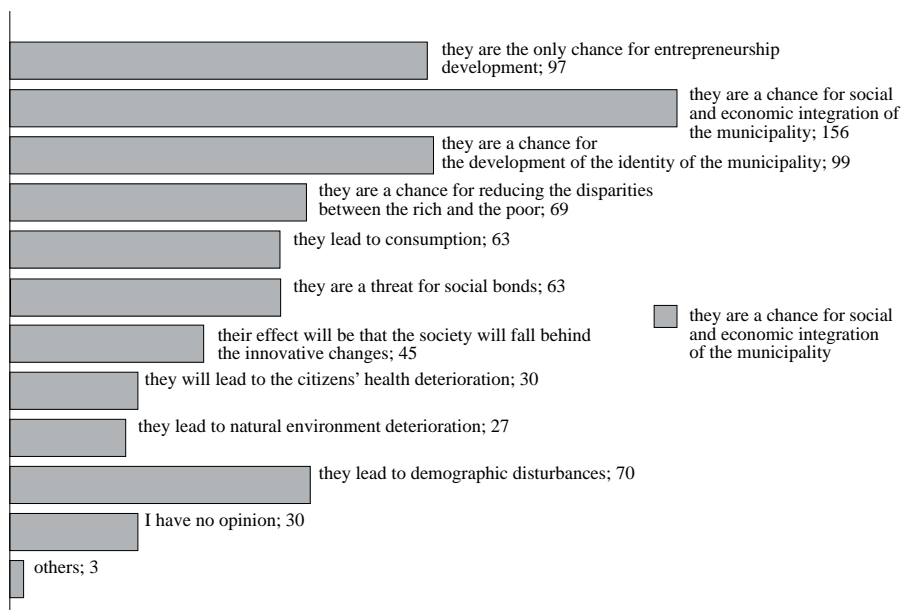 they are the only chance for entrepreneurship
development; 97
they are a chance for social
and economic integration of
the municipality; 156
they are a chance for
the development of the identity of the municipality; 99
they are a chance for reducing the disparities
between the rich and the poor; 69
they lead to consumption; 63
they are a threat for social bonds; 63
their effect will be that the society will fall behind
the innovative changes; 45
they will lead to the citizens’ health deterioration; 30
they lead to natural environment deterioration; 27
they lead to demographic disturbances; 70
I have no opinion; 30
others; 3
they are a chance for social
and economic integration
of the municipality